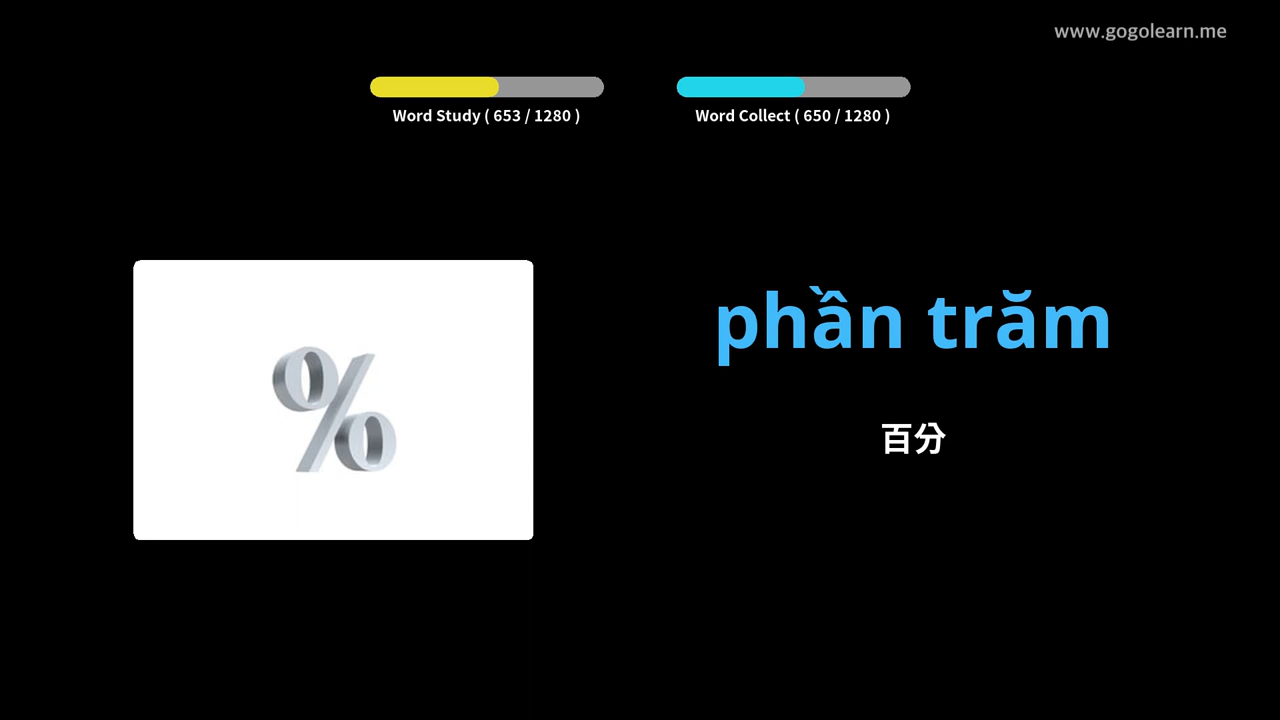 www.gogolearn.me
Word Study ( 653 / 1280 )
Word Collect ( 650 / 1280 )
%
phần trăm
百分